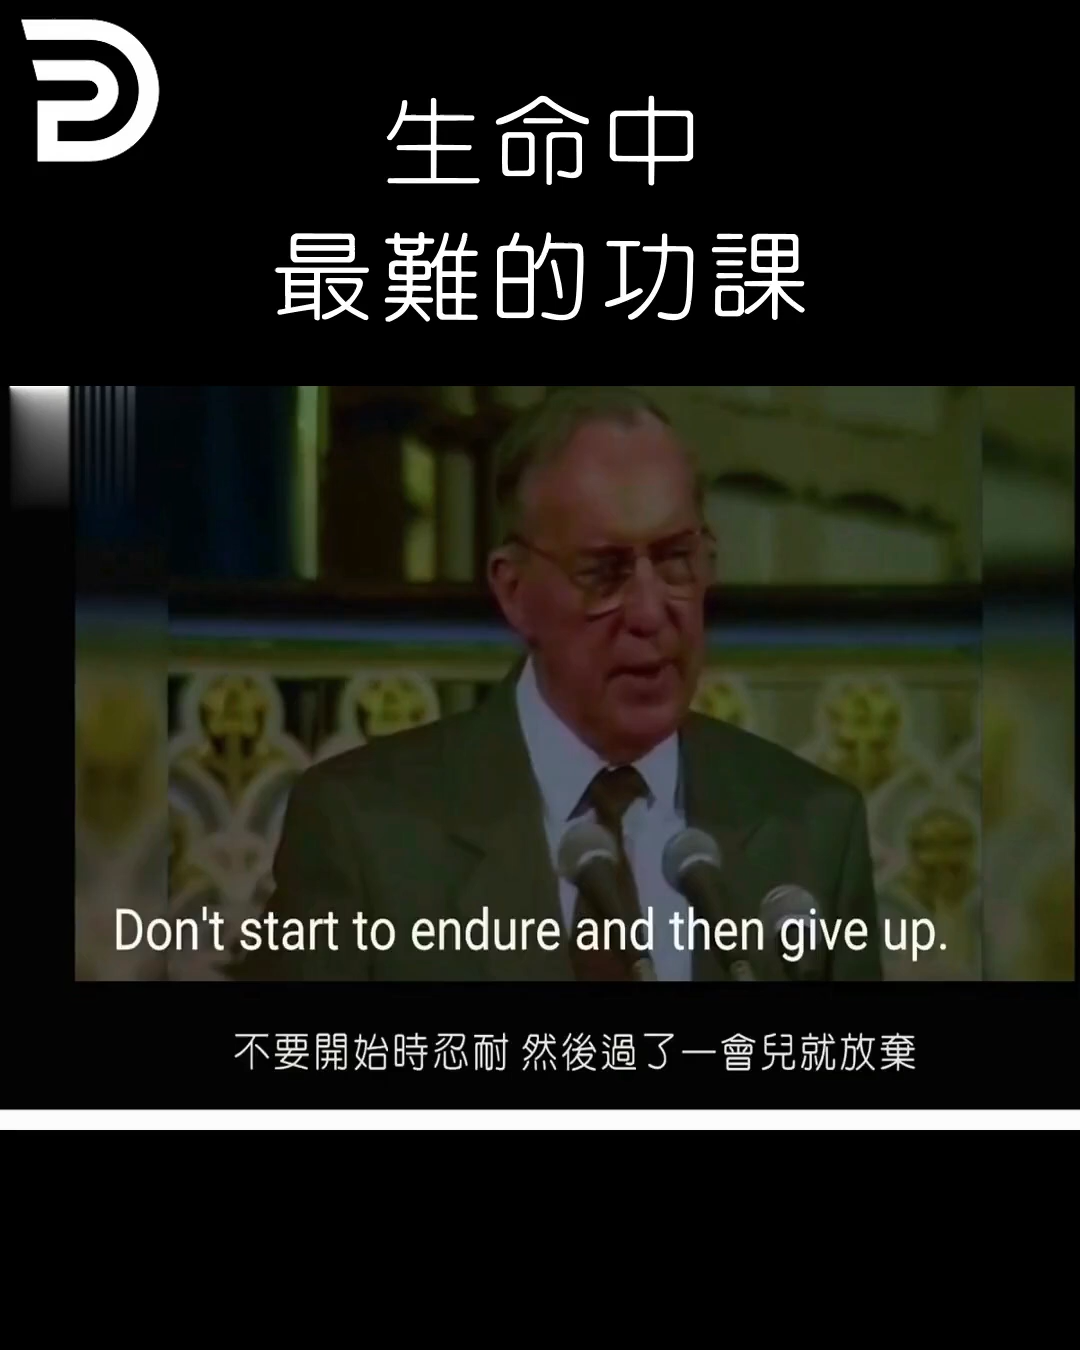 生命中
最難的功課
Don't start to endure and then give up.
不要開始時忍耐 然後過了一會兒就放棄